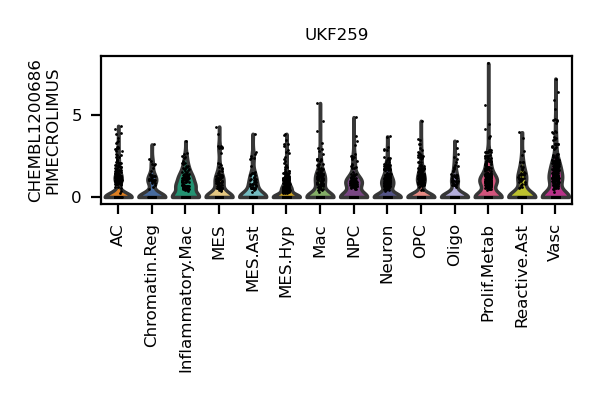 UKF259
CHEMBL1200686
PIMECROLIMUS
5
0
AC
Chromatin.Reg
Inflammatory.Mac
MES
MES.Ast
MES.Hyp
Mac
NPC
Neuron
OPC
Oligo
Prolif.Metab
Reactive.Ast
Vasc